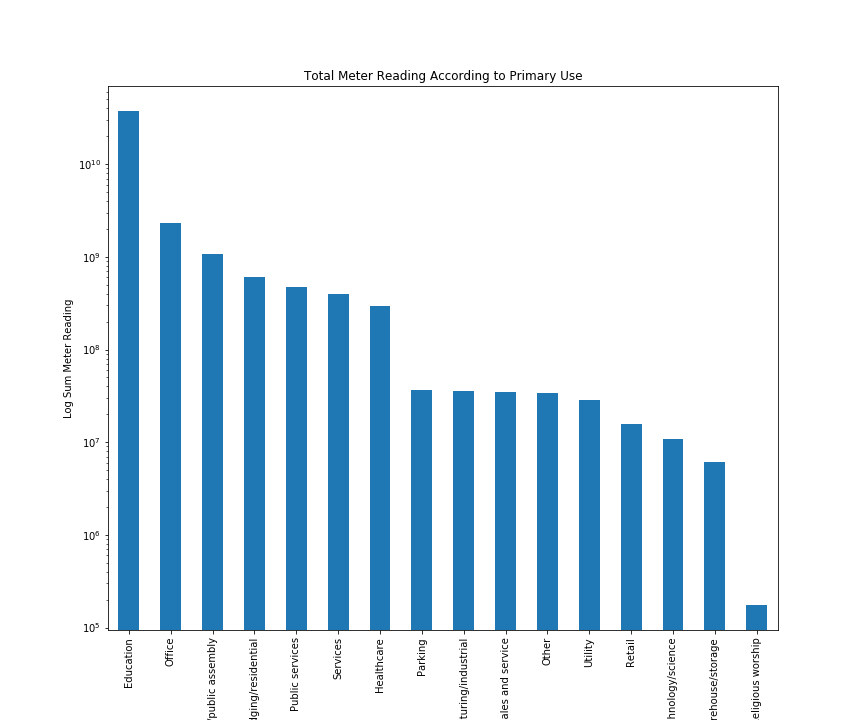 Total Meter Reading According to Primary Use
Log Sum Meter Reading
10¹⁰
10⁹
10⁸
10⁷
10⁶
10⁵
Education
Office
/public assembly
dging/residential
Public services
Services
Healthcare
Parking
turing/industrial
ales and service
Other
Utility
Retail
hnology/science
rehouse/storage
eligious worship